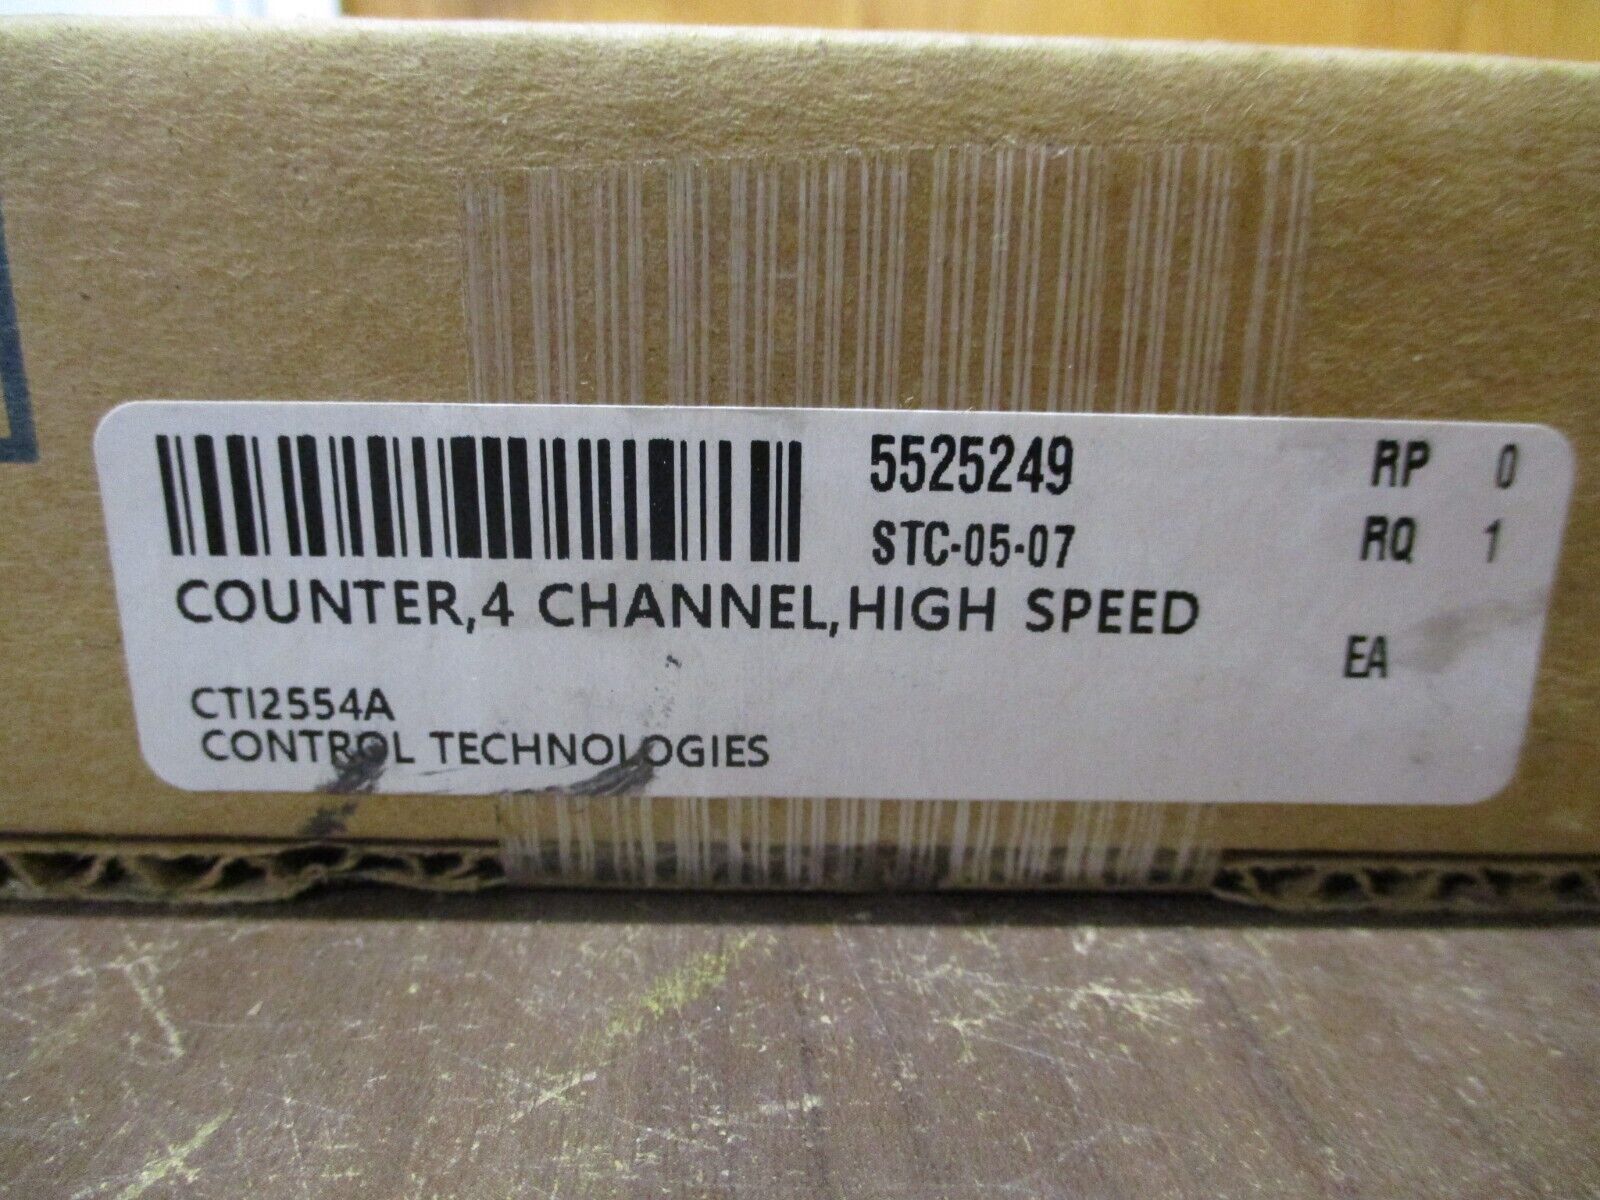 5525249 RP 0
STC-05-07 RQ 1
COUNTER,4 CHANNEL,HIGH SPEED
EA
CTI2554A
CONTROL TECHNOLOGIES